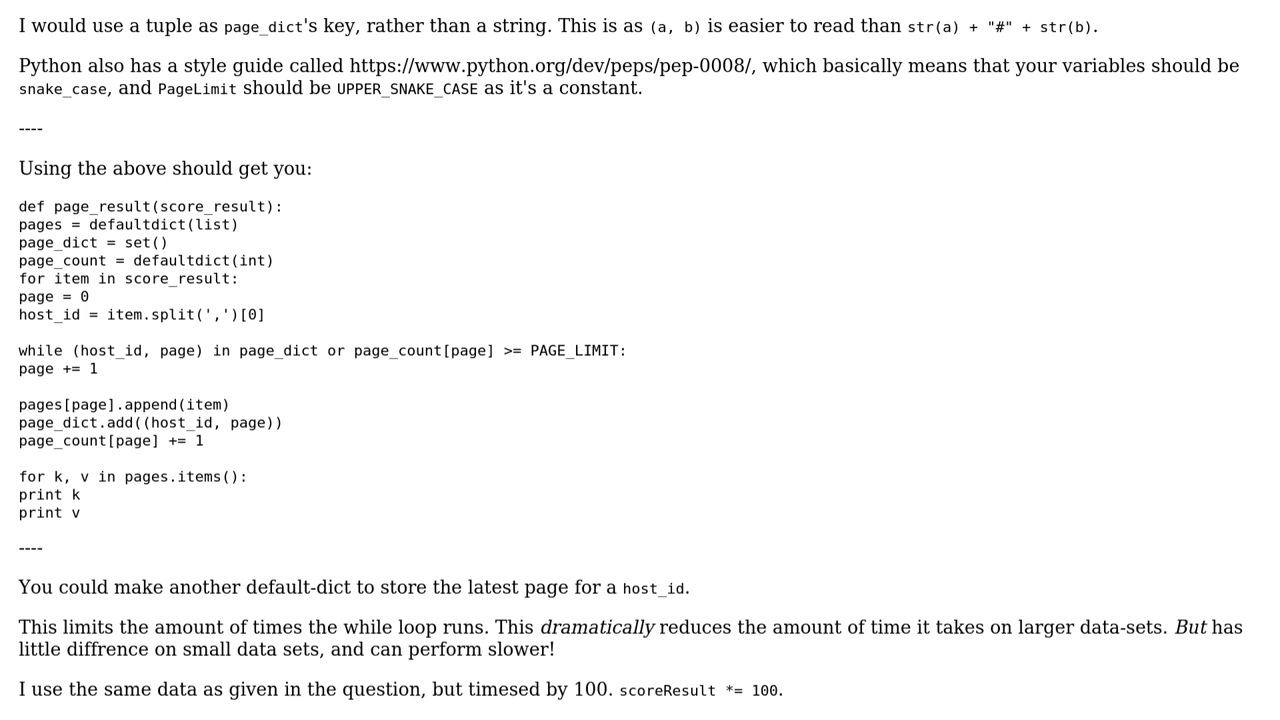 I would use a tuple as page_dict's key, rather than a string. This is as (a, b) is easier to read than str(a) + "#" + str(b).
Python also has a style guide called https://www.python.org/dev/peps/pep-0008/, which basically means that your variables should be
snake_case, and PageLimit should be UPPER_SNAKE_CASE as it's a constant.
----
Using the above should get you:
def page_result(score_result):
pages = defaultdict(list)
page_dict = set()
page_count = defaultdict(int)
for item in score_result:
page = 0
host_id = item.split(',')[0]
while (host_id, page) in page_dict or page_count[page] >= PAGE_LIMIT:
page += 1
pages[page].append(item)
page_dict.add((host_id, page))
page_count[page] += 1
for k, v in pages.items():
print k
print v
----
You could make another default-dict to store the latest page for a host_id.
This limits the amount of times the while loop runs. This dramatically reduces the amount of time it takes on larger data-sets. But has
little diffrence on small data sets, and can perform slower!
I use the same data as given in the question, but timesed by 100. scoreResult *= 100.